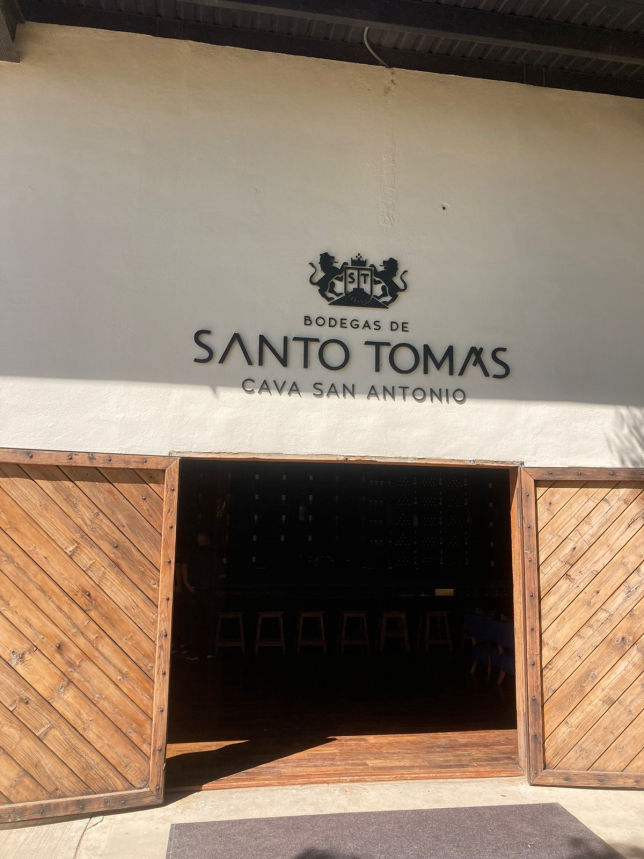 ST
BODEGAS DE
SANTO TOMÁS
CAVA SAN ANTONIO